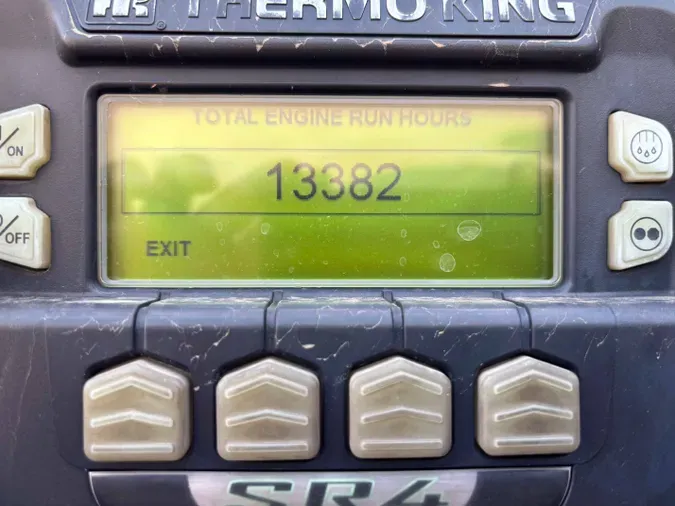 THERMO KING
TOTAL ENGINE RUN HOURS
ON
13382
OFF
EXIT
SR4